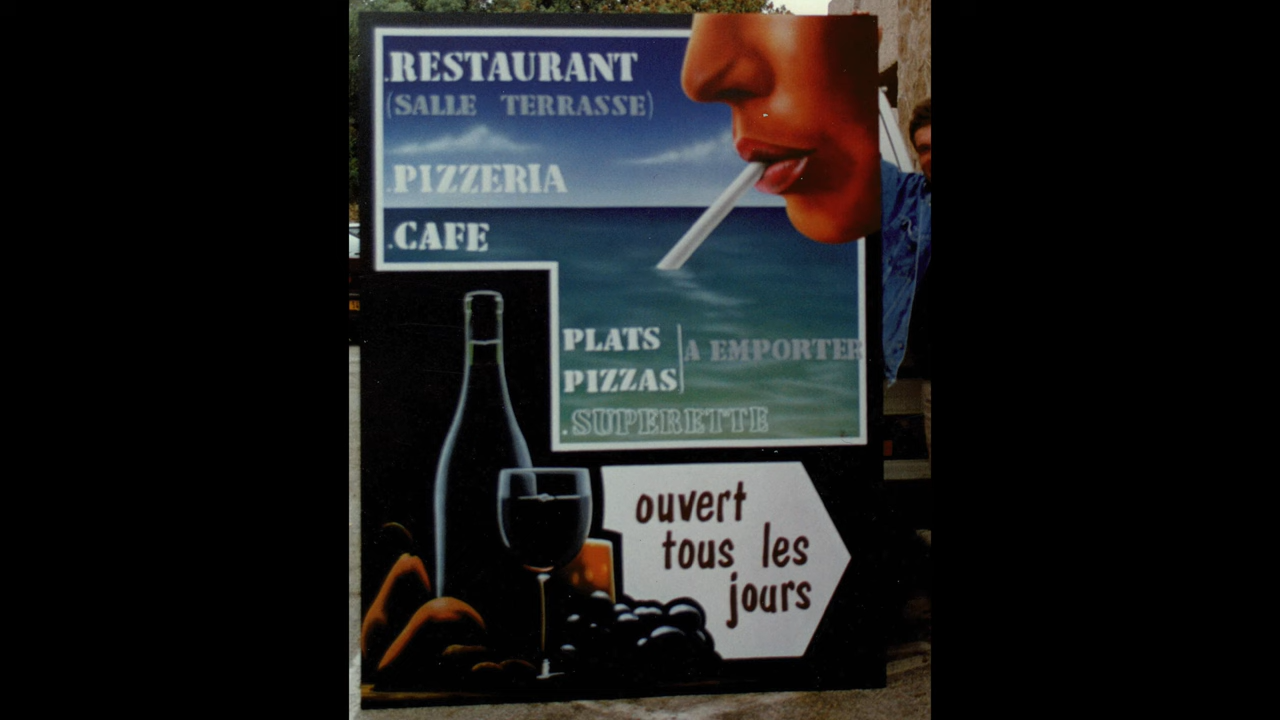 .RESTAURANT
(SALLE TERRASSE)
.PIZZERIA
.CAFE
PLATS
PIZZAS
A EMPORTER
.SUPERETTE
ouvert
tous les
jours